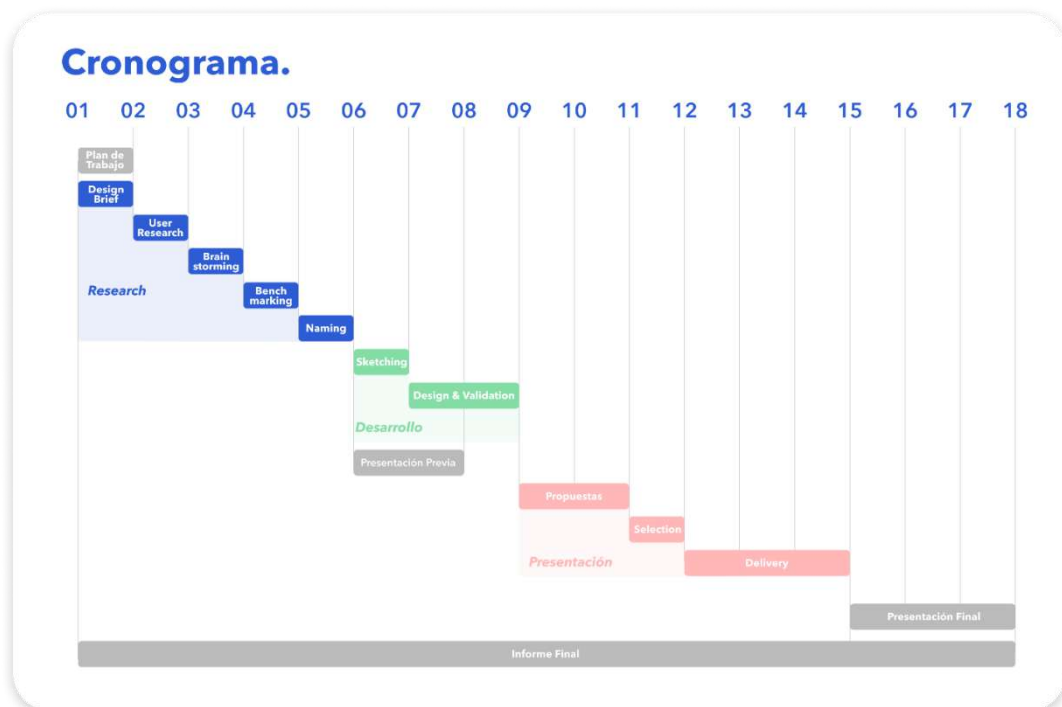 Cronograma.
01 02 03 04 05 06 07 08 09 10 11 12 13 14 15 16 17 18
Plan de
Trabajo
Design
Brief
User
Research
Brain
storming
Research
Bench
marking
Naming
Sketching
Design & Validation
Desarrollo
Presentación Previa
Propuestas
Selection
Presentación
Delivery
Presentación Final
Informe Final